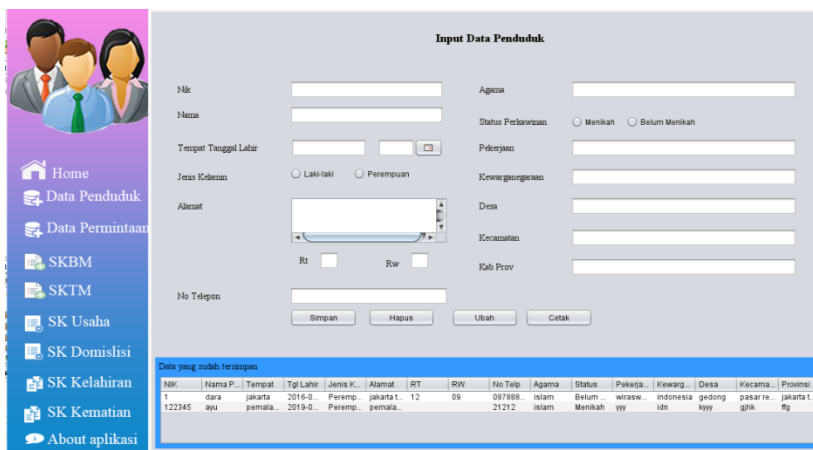 Input Data Penduduk
Home
Data Penduduk
Data Permintaan
SKBM
SKTM
SK Usaha
SK Domislisi
SK Kelahiran
SK Kematian
About aplikasi
Nik
Nama
Tempat Tanggal Lahir
Jenis Kelamin Laki-laki Perempuan
Alamat
Rt Rw
No Telepon
Agama
Status Perkawinan Menikah Belum Menikah
Pekerjaan
Kewarganegaraan
Desa
Kecamatan
Kab Prov
Simpan Hapus Ubah Cetak
Data yang sudah tersimpan
NIK Nama P... Tempat Tgl Lahir Jenis K... Alamat RT RW No Telp Agama Status Pekerja... Kewarg... Desa Kecama... Provinsi
1 dara jakarta 2016-0... Peremp... jakarta t... 12 09 087888... islam Belum ... wirasw... indonesia gedong pasar re... jakarta t
122345 ayu pemala... 2019-0... Peremp... pemala... 21212 islam Menikah yyy idn kyyy gjhk ffg